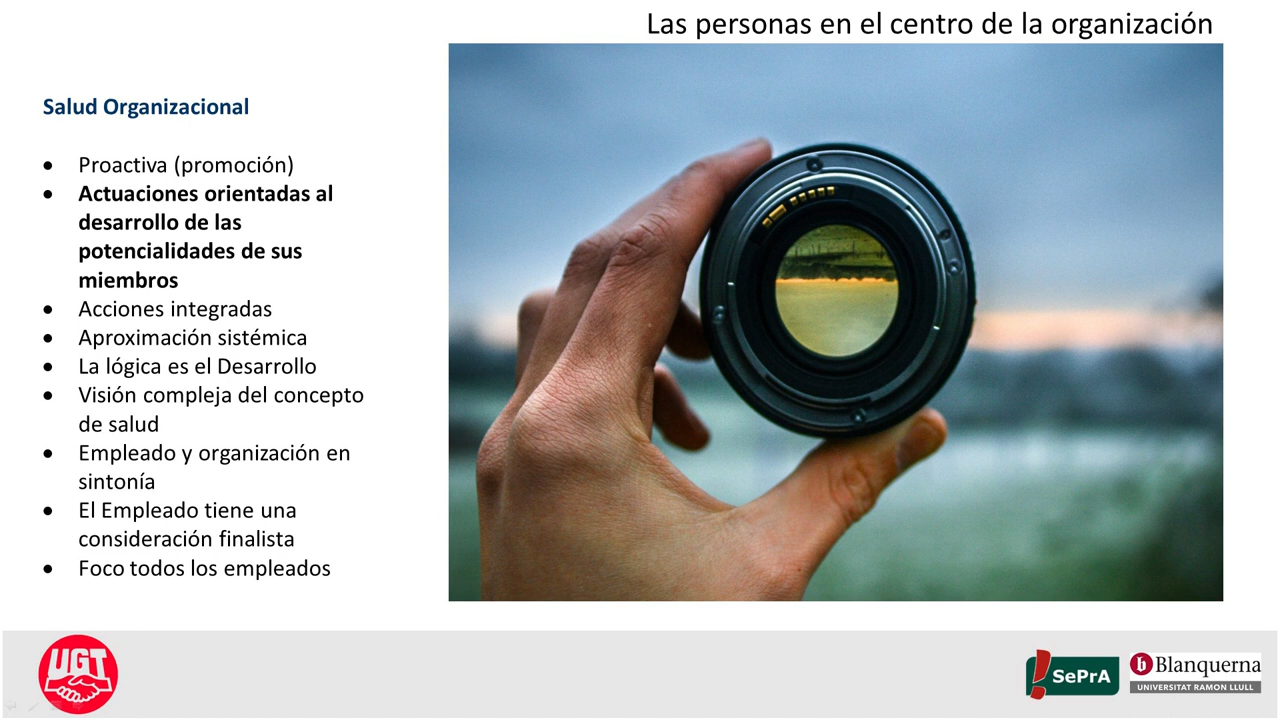 Las personas en el centro de la organización
Salud Organizacional
• Proactiva (promoción)
• Actuaciones orientadas al
desarrollo de las
potencialidades de sus
miembros
• Acciones integradas
• Aproximación sistémica
• La lógica es el Desarrollo
• Visión compleja del concepto
de salud
• Empleado y organización en
sintonía
• El Empleado tiene una
consideración finalista
• Foco todos los empleados
UGT
SePrA
b Blanquerna
UNIVERSITAT RAMON LLULL